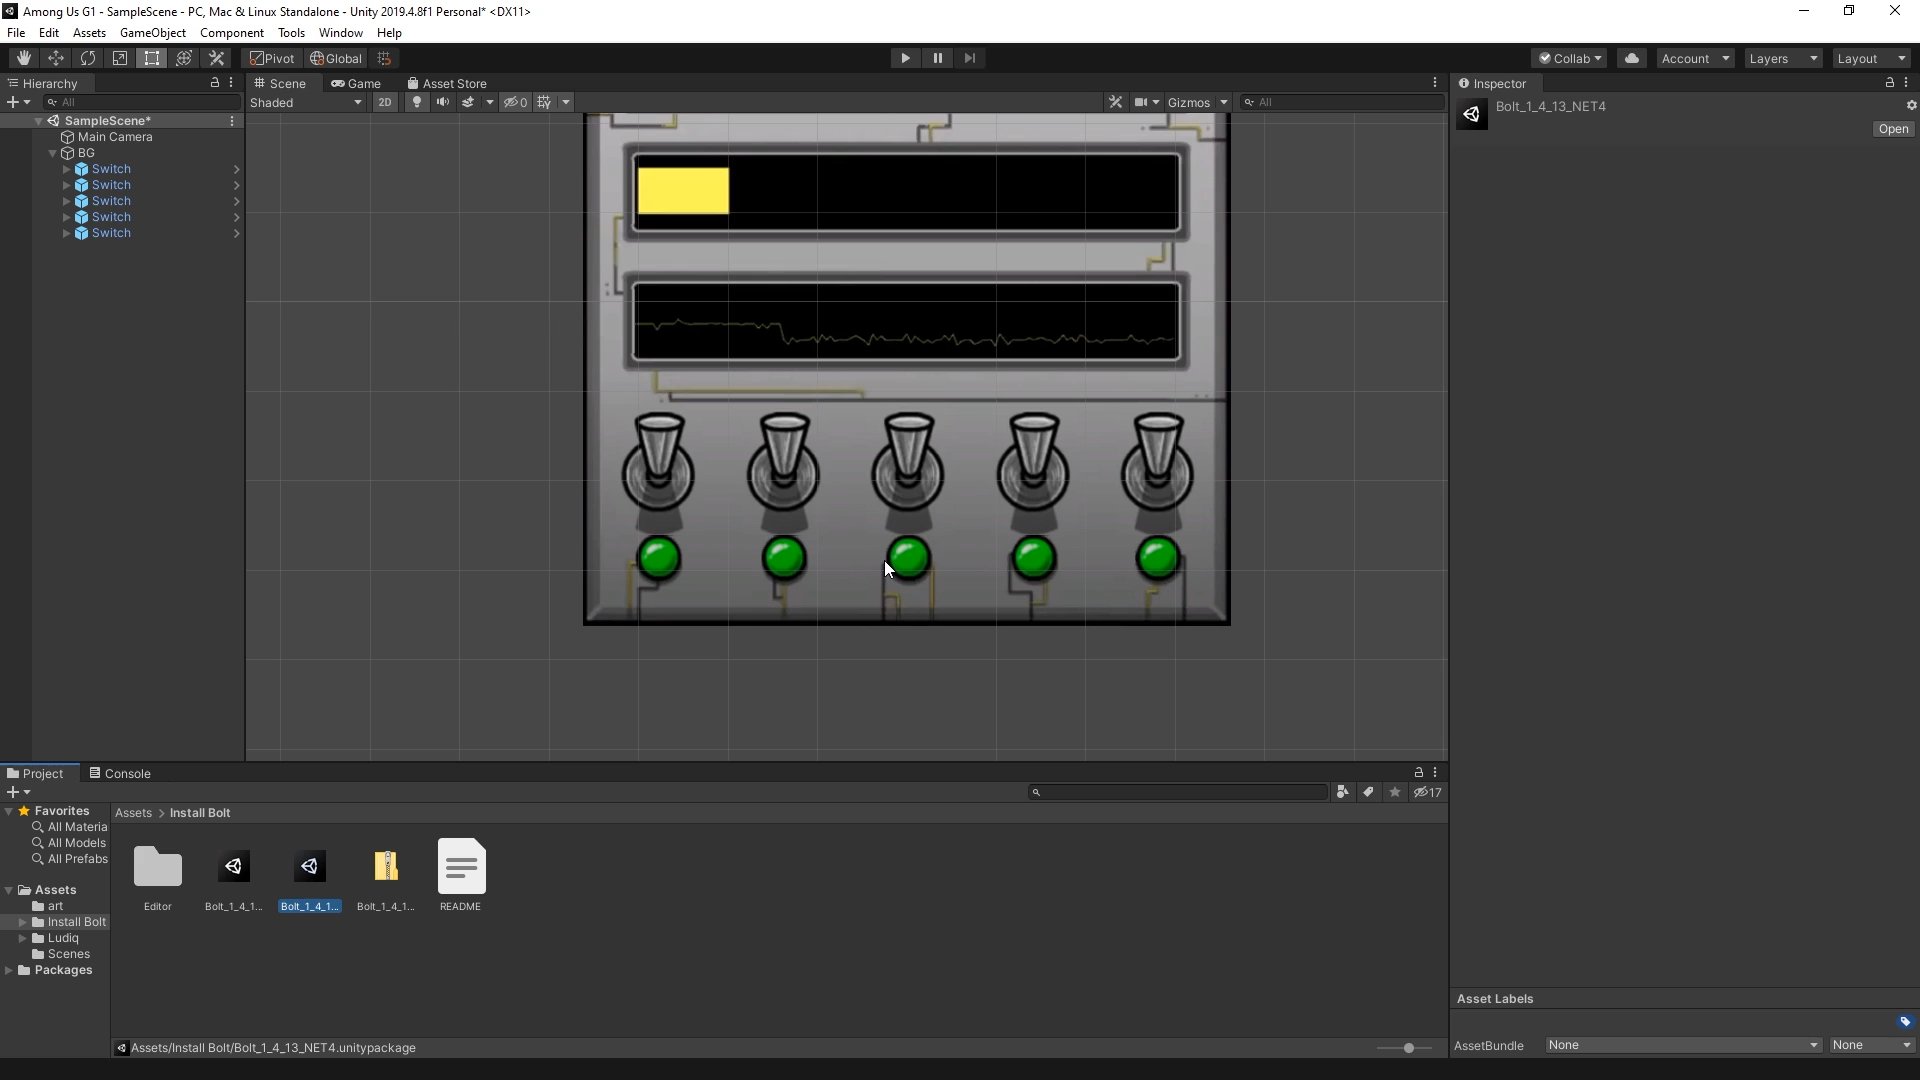 Among Us G1 - SampleScene - PC, Mac & Linux Standalone - Unity 2019.4.8f1 Personal* <DX11>
File Edit Assets GameObject Component Tools Window Help
Pivot Global Collab Account Layers Layout
Hierarchy Scene Game Asset Store Inspector
All Shaded 2D 0 Gizmos All
Bolt_1_4_13_NET4
Open
SampleScene*
Main Camera
BG
Switch
Switch
Switch
Switch
Switch
Project Console
17
Favorites
All Materia
All Models
All Prefabs
Assets
art
Install Bolt
Ludiq
Scenes
Packages
Assets > Install Bolt
Editor Bolt_1_4_1... Bolt_1_4_1... Bolt_1_4_1... README
Assets/Install Bolt/Bolt_1_4_13_NET4.unitypackage
Asset Labels
AssetBundle None None